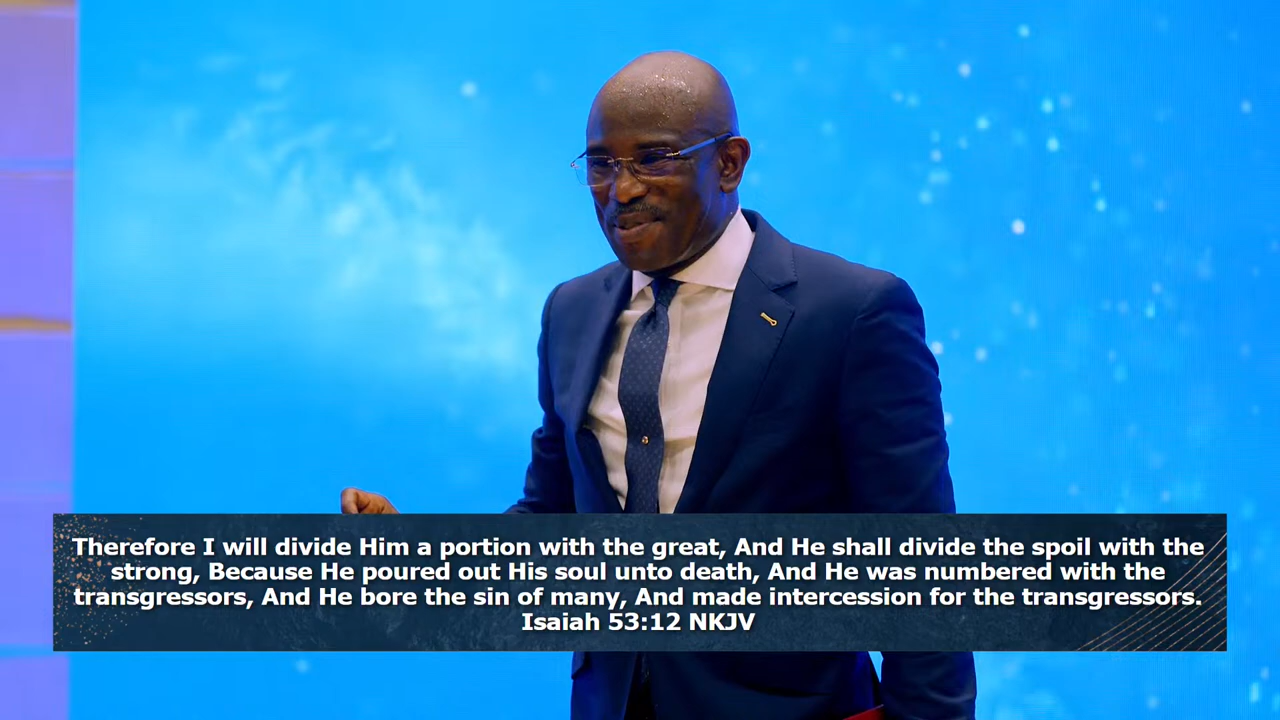 Therefore I will divide Him a portion with the great, And He shall divide the spoil with the
strong, Because He poured out His soul unto death, And He was numbered with the
transgressors, And He bore the sin of many, And made intercession for the transgressors.
Isaiah 53:12 NKJV